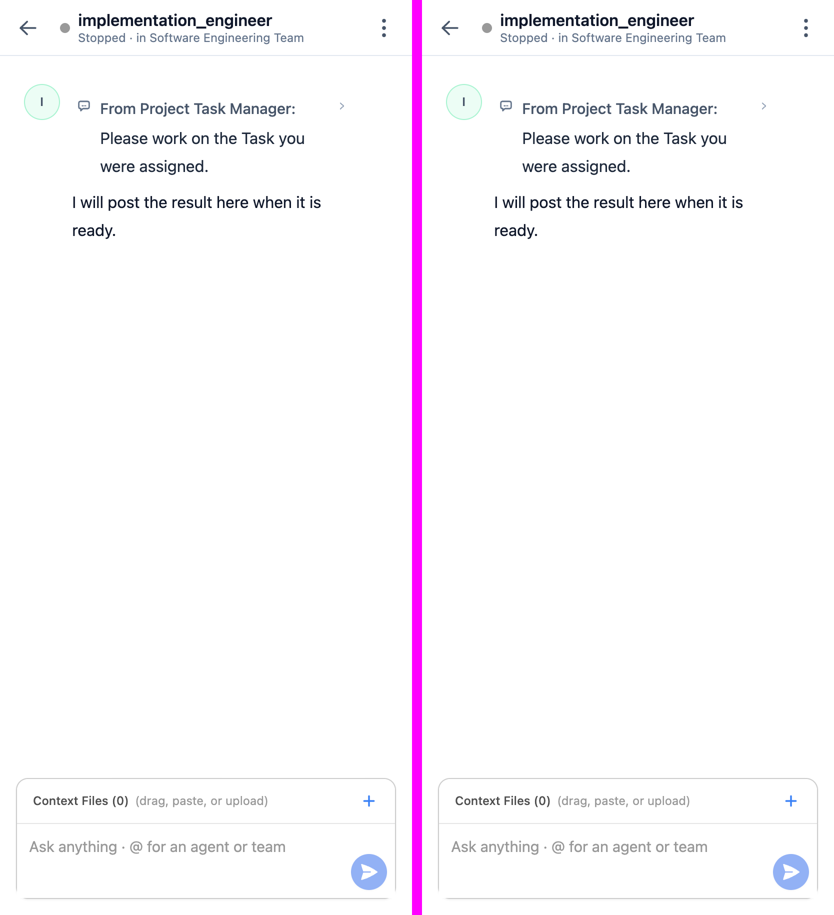 implementation_engineer
Stopped · in Software Engineering Team
I
From Project Task Manager:
Please work on the Task you
were assigned.
I will post the result here when it is
ready.
Context Files (0) (drag, paste, or upload)
Ask anything · @ for an agent or team
implementation_engineer
Stopped · in Software Engineering Team
I
From Project Task Manager:
Please work on the Task you
were assigned.
I will post the result here when it is
ready.
Context Files (0) (drag, paste, or upload)
Ask anything · @ for an agent or team